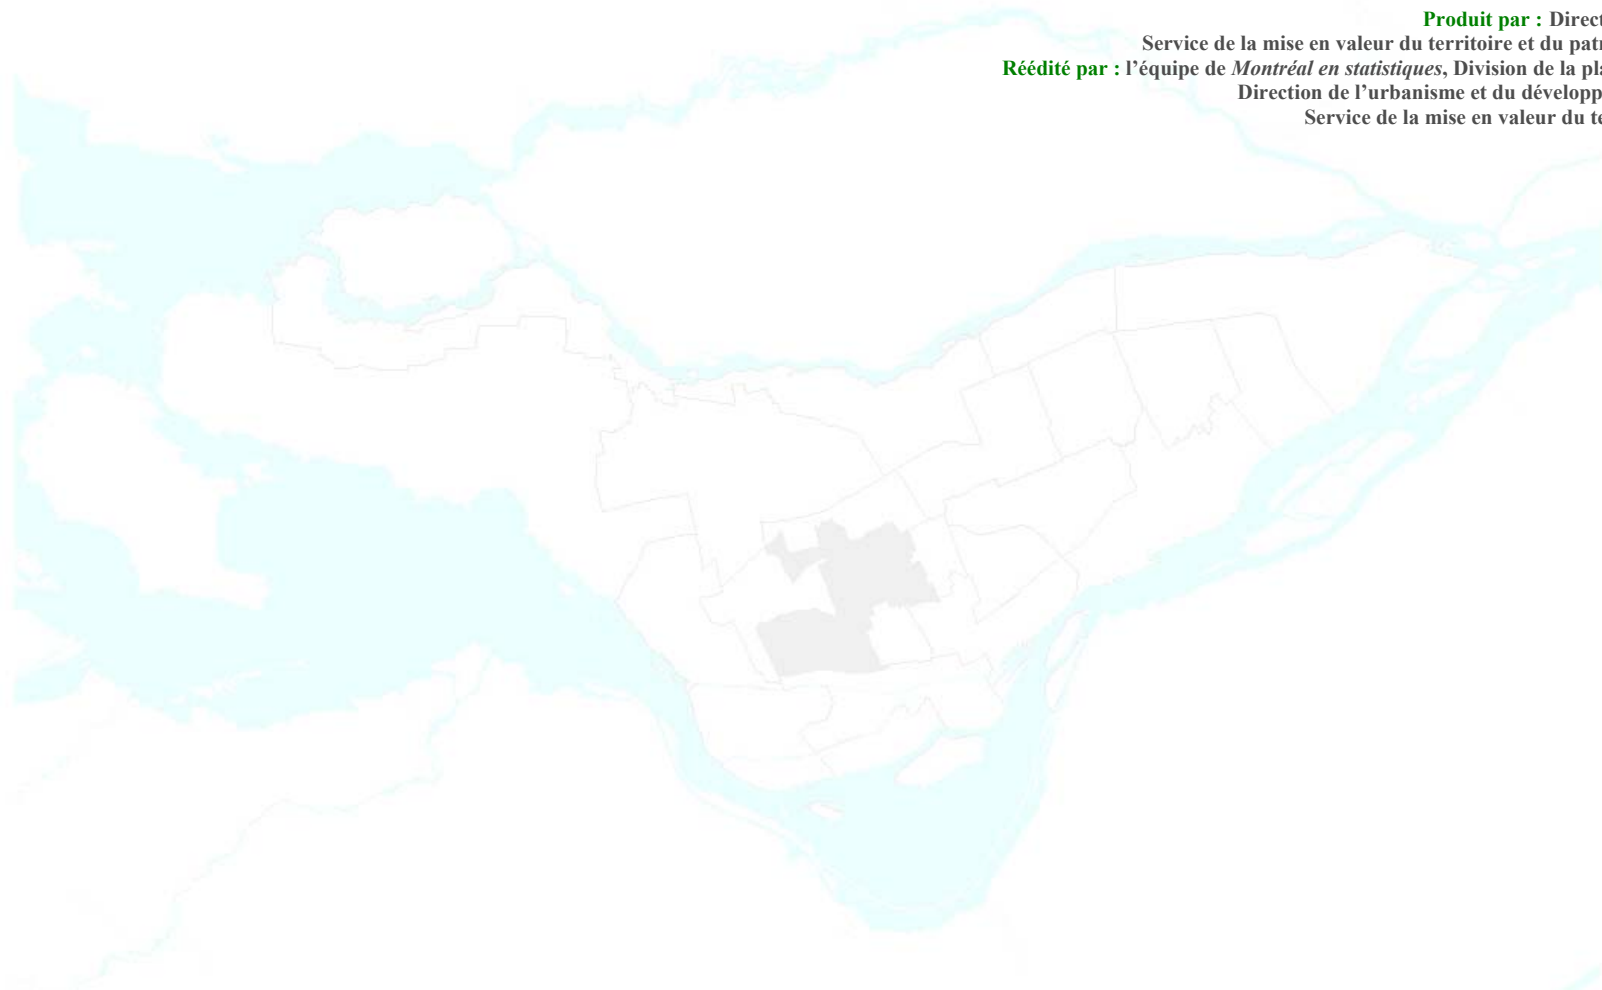 Produit par : Direct
Service de la mise en valeur du territoire et du patr
Réédité par : l'équipe de Montréal en statistiques, Division de la pla
Direction de l'urbanisme et du développ
Service de la mise en valeur du te